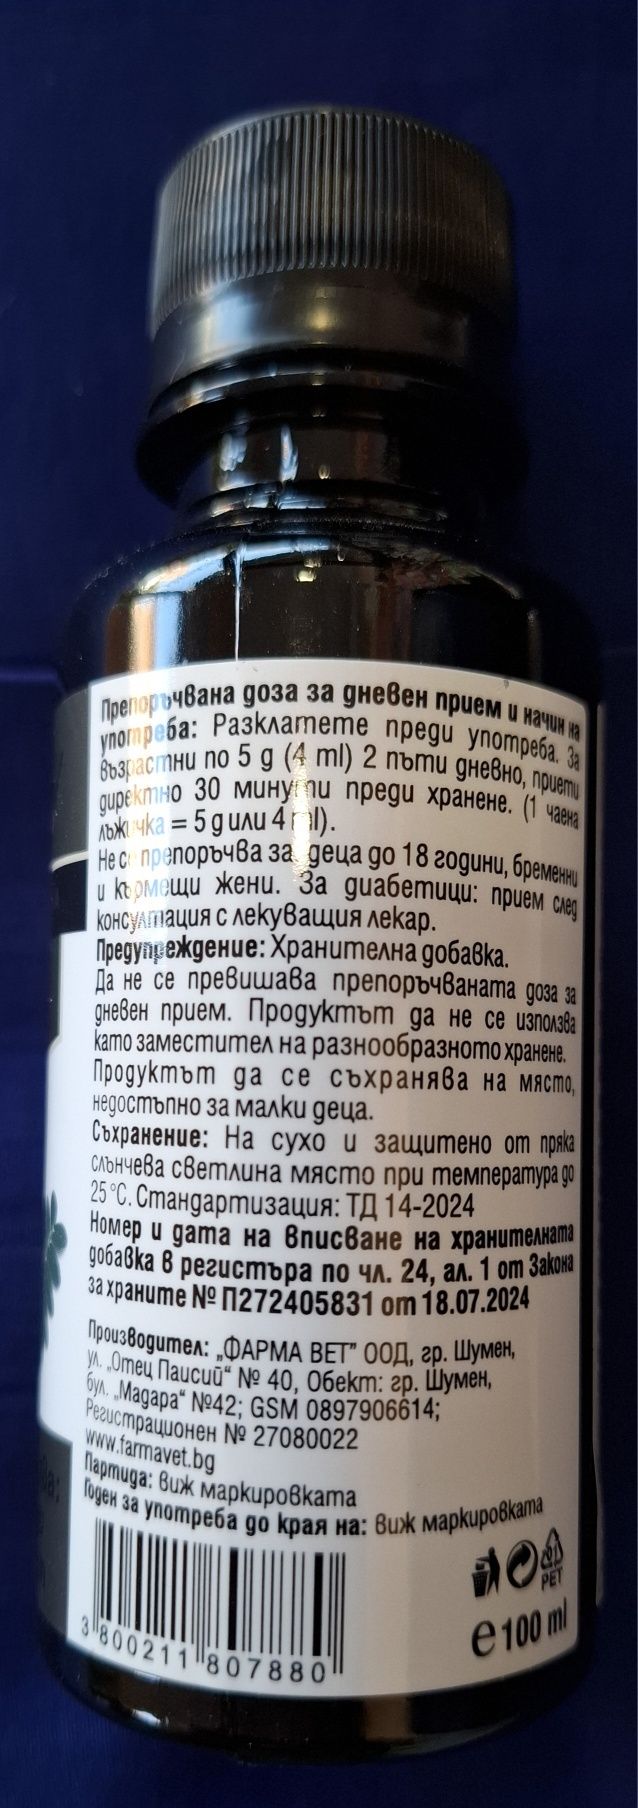 Препоръчвана доза за дневен прием и начин на
употреба: Разклатете преди употреба. За
възрастни по 5 g (4 ml) 2 пъти дневно, приети
директно 30 минути преди хранене. (1 чаена
лъжичка = 5 g или 4 ml).
Не се препоръчва за деца до 18 години, бременни
и кърмещи жени. За диабетици: прием след
консултация с лекуващия лекар.
Предупреждение: Хранителна добавка.
Да не се превишава препоръчваната доза за
дневен прием. Продуктът да не се използва
като заместител на разнообразното хранене.
Продуктът да се съхранява на място,
недостъпно за малки деца.
Съхранение: На сухо и защитено от пряка
слънчева светлина място при температура до
25 °C. Стандартизация: ТД 14-2024
Номер и дата на вписване на хранителната
добавка в регистъра по чл. 24, ал. 1 от Закона
за храните № П272405831 от 18.07.2024
Производител: „ФАРМА ВЕТ" ООД, гр. Шумен,
ул. „Отец Паисий" № 40, Обект: гр. Шумен,
бул. „Мадара" №42; GSM 0897906614;
Регистрационен № 27080022
www.farmavet.bg
Партида: виж маркировката
Годен за употреба до края на: виж маркировката
PET
3 800211 807880
e 100 ml